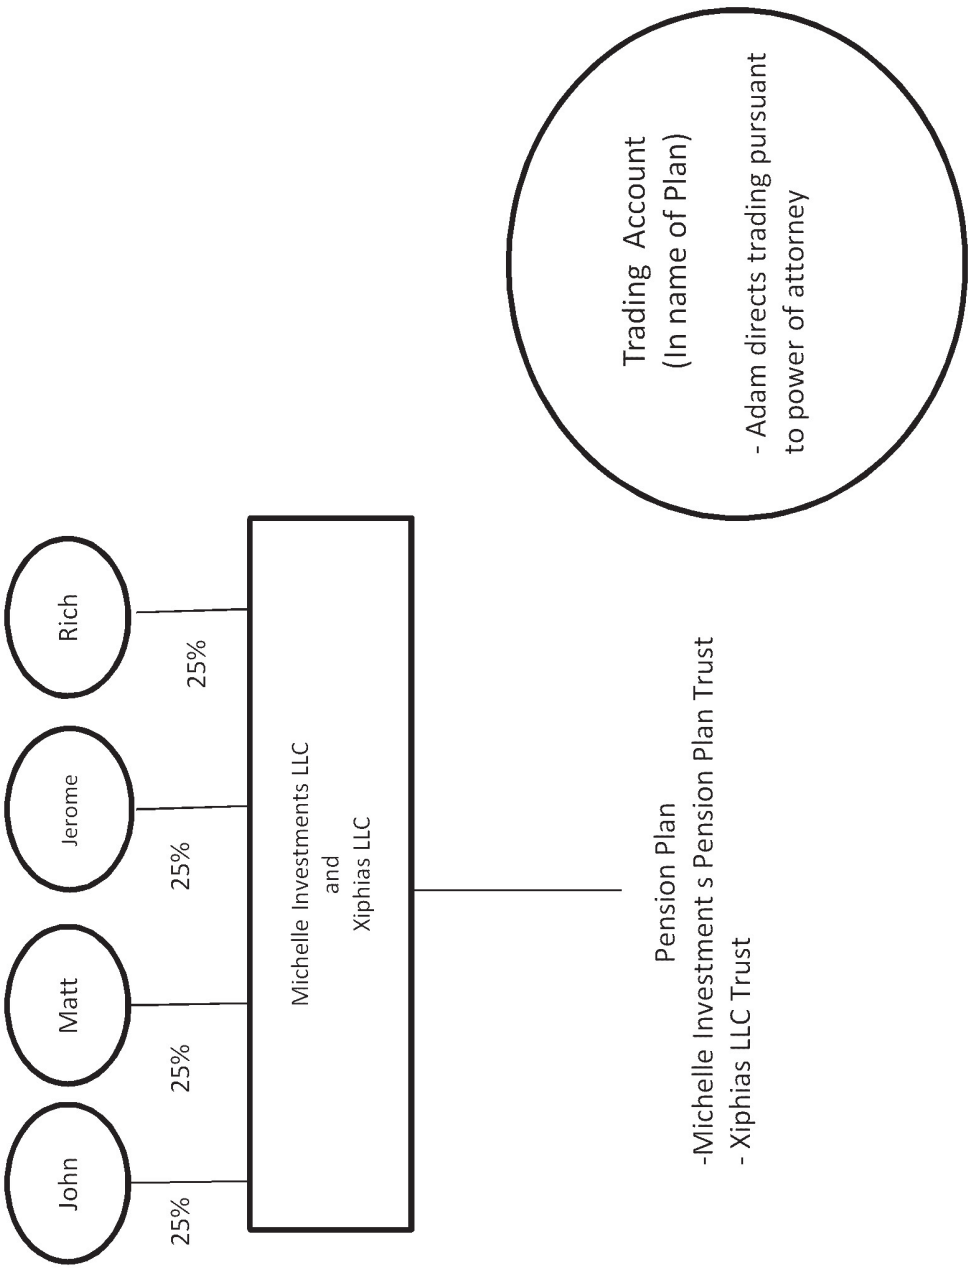 John
Matt
Jerome
Rich
25%
25%
25%
25%
Michelle Investments LLC
and
Xiphias LLC
Pension Plan
-Michelle Investment s Pension Plan Trust
- Xiphias LLC Trust
Trading Account
(In name of Plan)
- Adam directs trading pursuant
to power of attorney